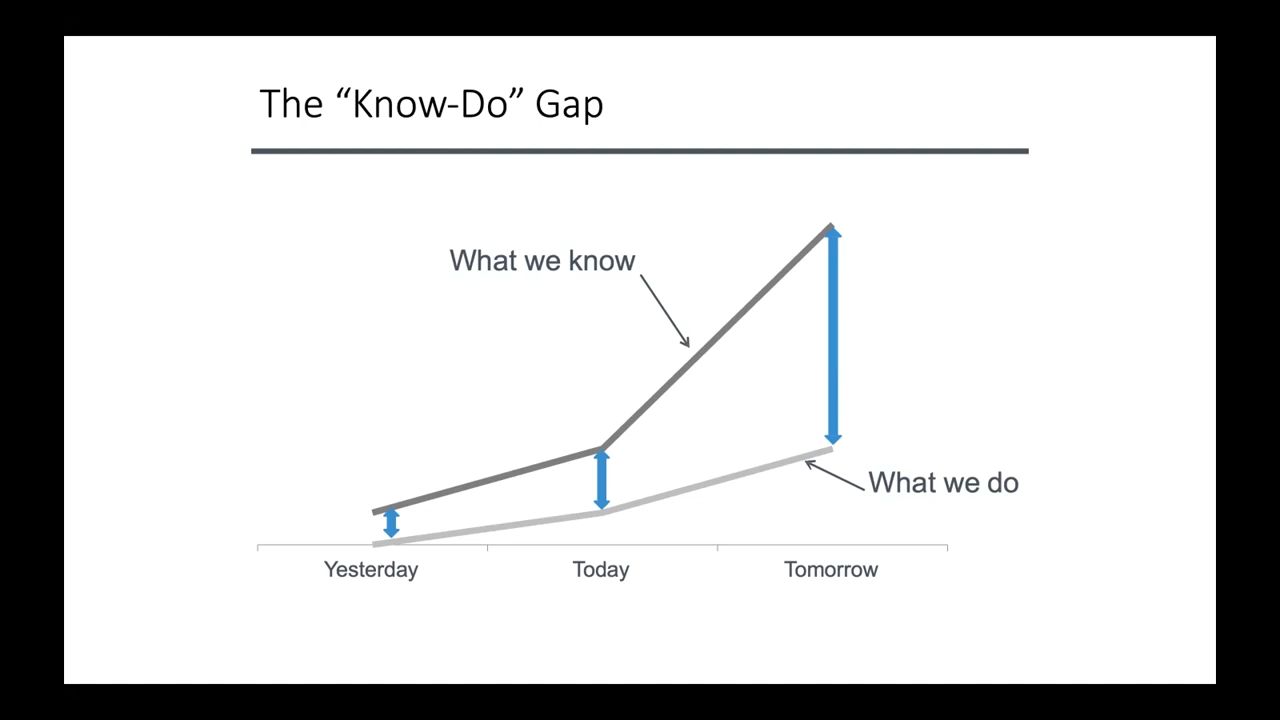 The “Know-Do” Gap
What we know
What we do
Yesterday
Today
Tomorrow